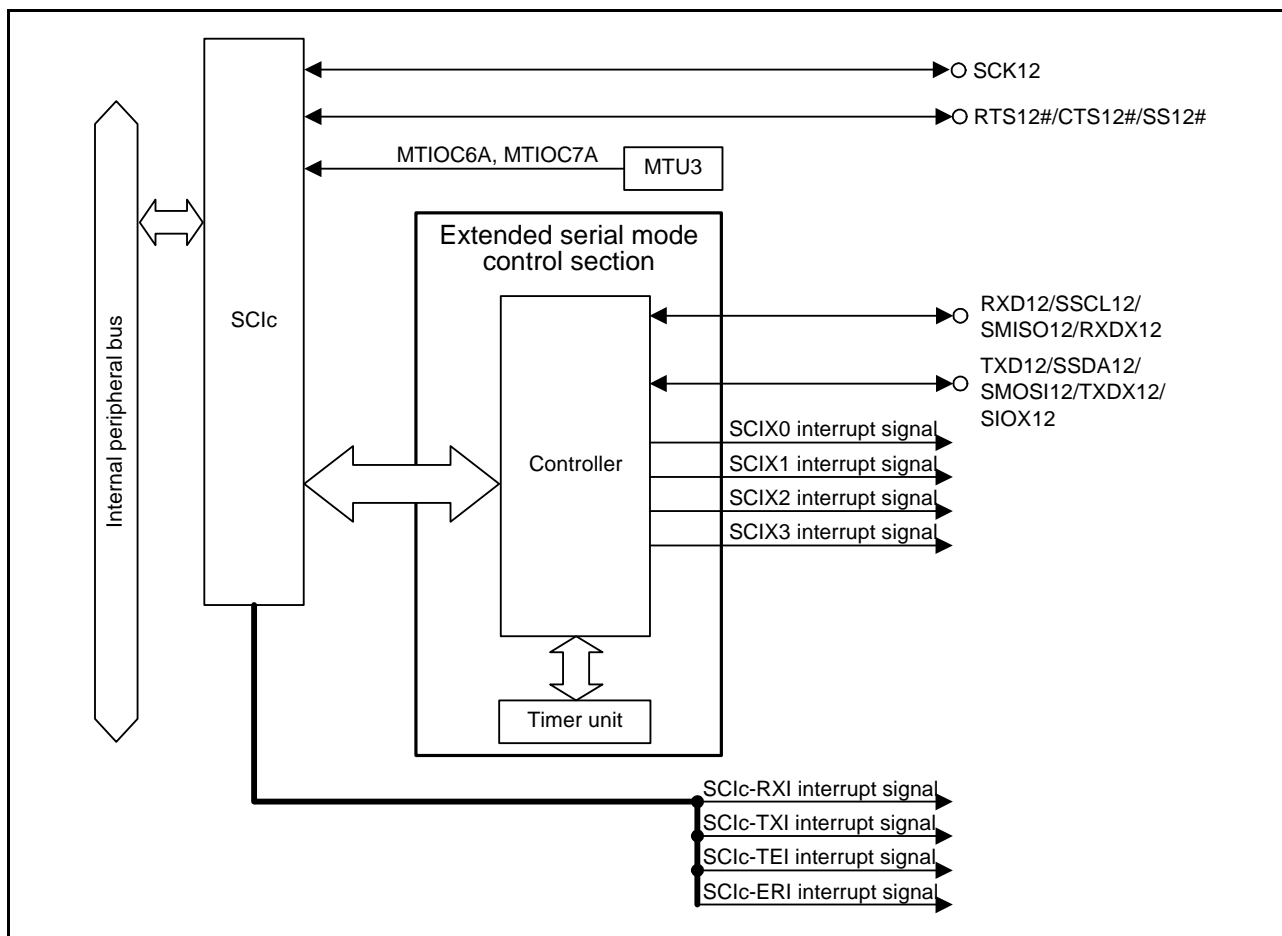 SCK12
RTS12#/CTS12#/SS12#
MTIOC6A, MTIOC7A
MTU3
Internal peripheral bus
SCIc
Extended serial mode
control section
Controller
RXD12/SSCL12/
SMISO12/RXDX12
TXD12/SSDA12/
SMOSI12/TXDX12/
SIOX12
SCIX0 interrupt signal
SCIX1 interrupt signal
SCIX2 interrupt signal
SCIX3 interrupt signal
Timer unit
SCIc-RXI interrupt signal
SCIc-TXI interrupt signal
SCIc-TEI interrupt signal
SCIc-ERI interrupt signal